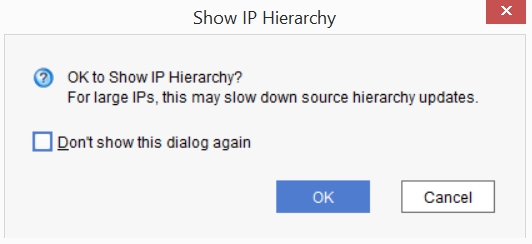 Show IP Hierarchy
OK to Show IP Hierarchy?
For large IPs, this may slow down source hierarchy updates.
Don't show this dialog again
OK
Cancel